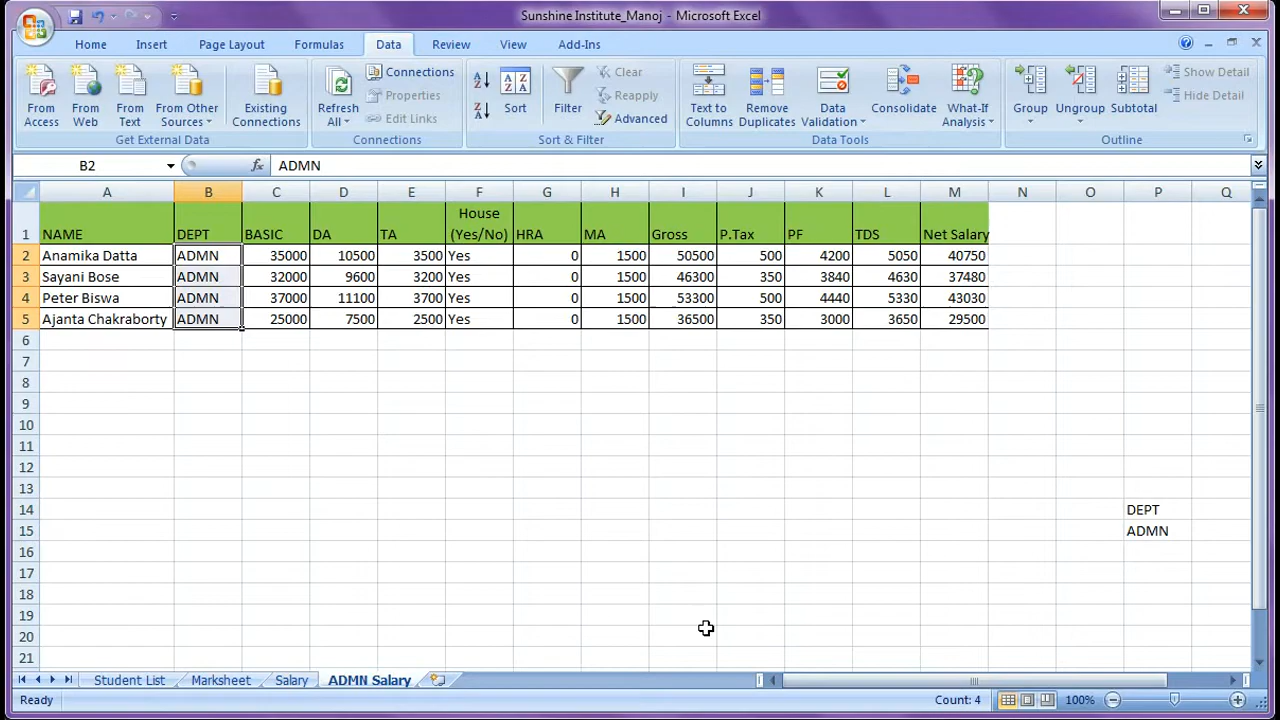 Sunshine Institute_Manoj - Microsoft Excel
Home Insert Page Layout Formulas Data Review View Add-Ins
From Access From Web From Text From Other Sources Existing Connections
Get External Data
Refresh All Connections Properties Edit Links
Connections
A Z Z A Sort Filter Clear Reapply Advanced
Sort & Filter
Text to Columns Remove Duplicates Data Validation Consolidate What-If Analysis
Data Tools
Group Ungroup Subtotal Show Detail Hide Detail
Outline
B2 fx ADMN
A B C D E F G H I J K L M N O P Q
1 NAME DEPT BASIC DA TA House (Yes/No) HRA MA Gross P.Tax PF TDS Net Salary
2 Anamika Datta ADMN 35000 10500 3500 Yes 0 1500 50500 500 4200 5050 40750
3 Sayani Bose ADMN 32000 9600 3200 Yes 0 1500 46300 350 3840 4630 37480
4 Peter Biswa ADMN 37000 11100 3700 Yes 0 1500 53300 500 4440 5330 43030
5 Ajanta Chakraborty ADMN 25000 7500 2500 Yes 0 1500 36500 350 3000 3650 29500
6
7
8
9
10
11
12
13
14 DEPT
15 ADMN
16
17
18
19
20
21
Student List Marksheet Salary ADMN Salary
Ready Count: 4 100%